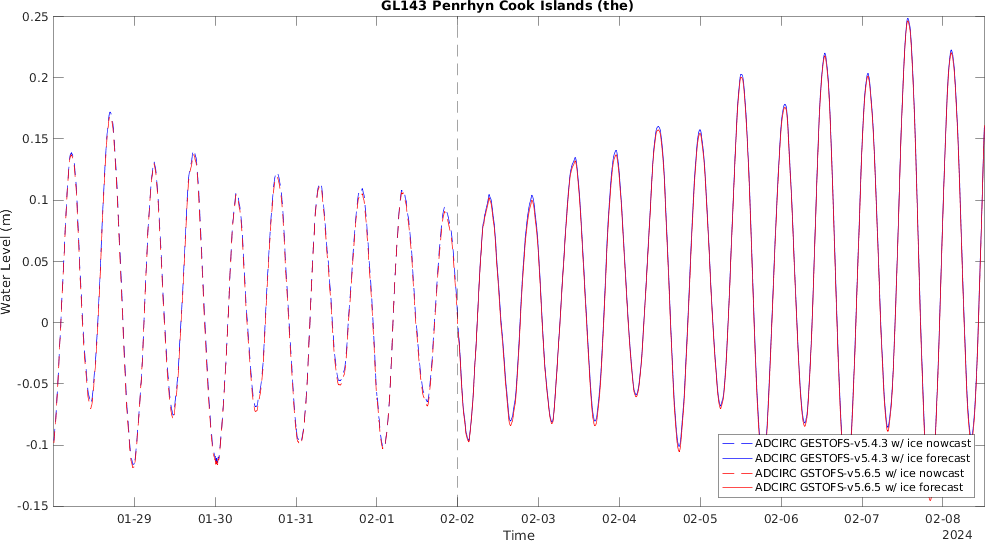 GL143 Penrhyn Cook Islands (the)
0.25
0.2
0.15
0.1
0.05
0
-0.05
-0.1
-0.15
Water Level (m)
01-29 01-30 01-31 02-01 02-02 02-03 02-04 02-05 02-06 02-07 02-08
Time
2024
ADCIRC GESTOFS-v5.4.3 w/ ice nowcast
ADCIRC GESTOFS-v5.4.3 w/ ice forecast
ADCIRC GSTOFS-v5.6.5 w/ ice nowcast
ADCIRC GSTOFS-v5.6.5 w/ ice forecast